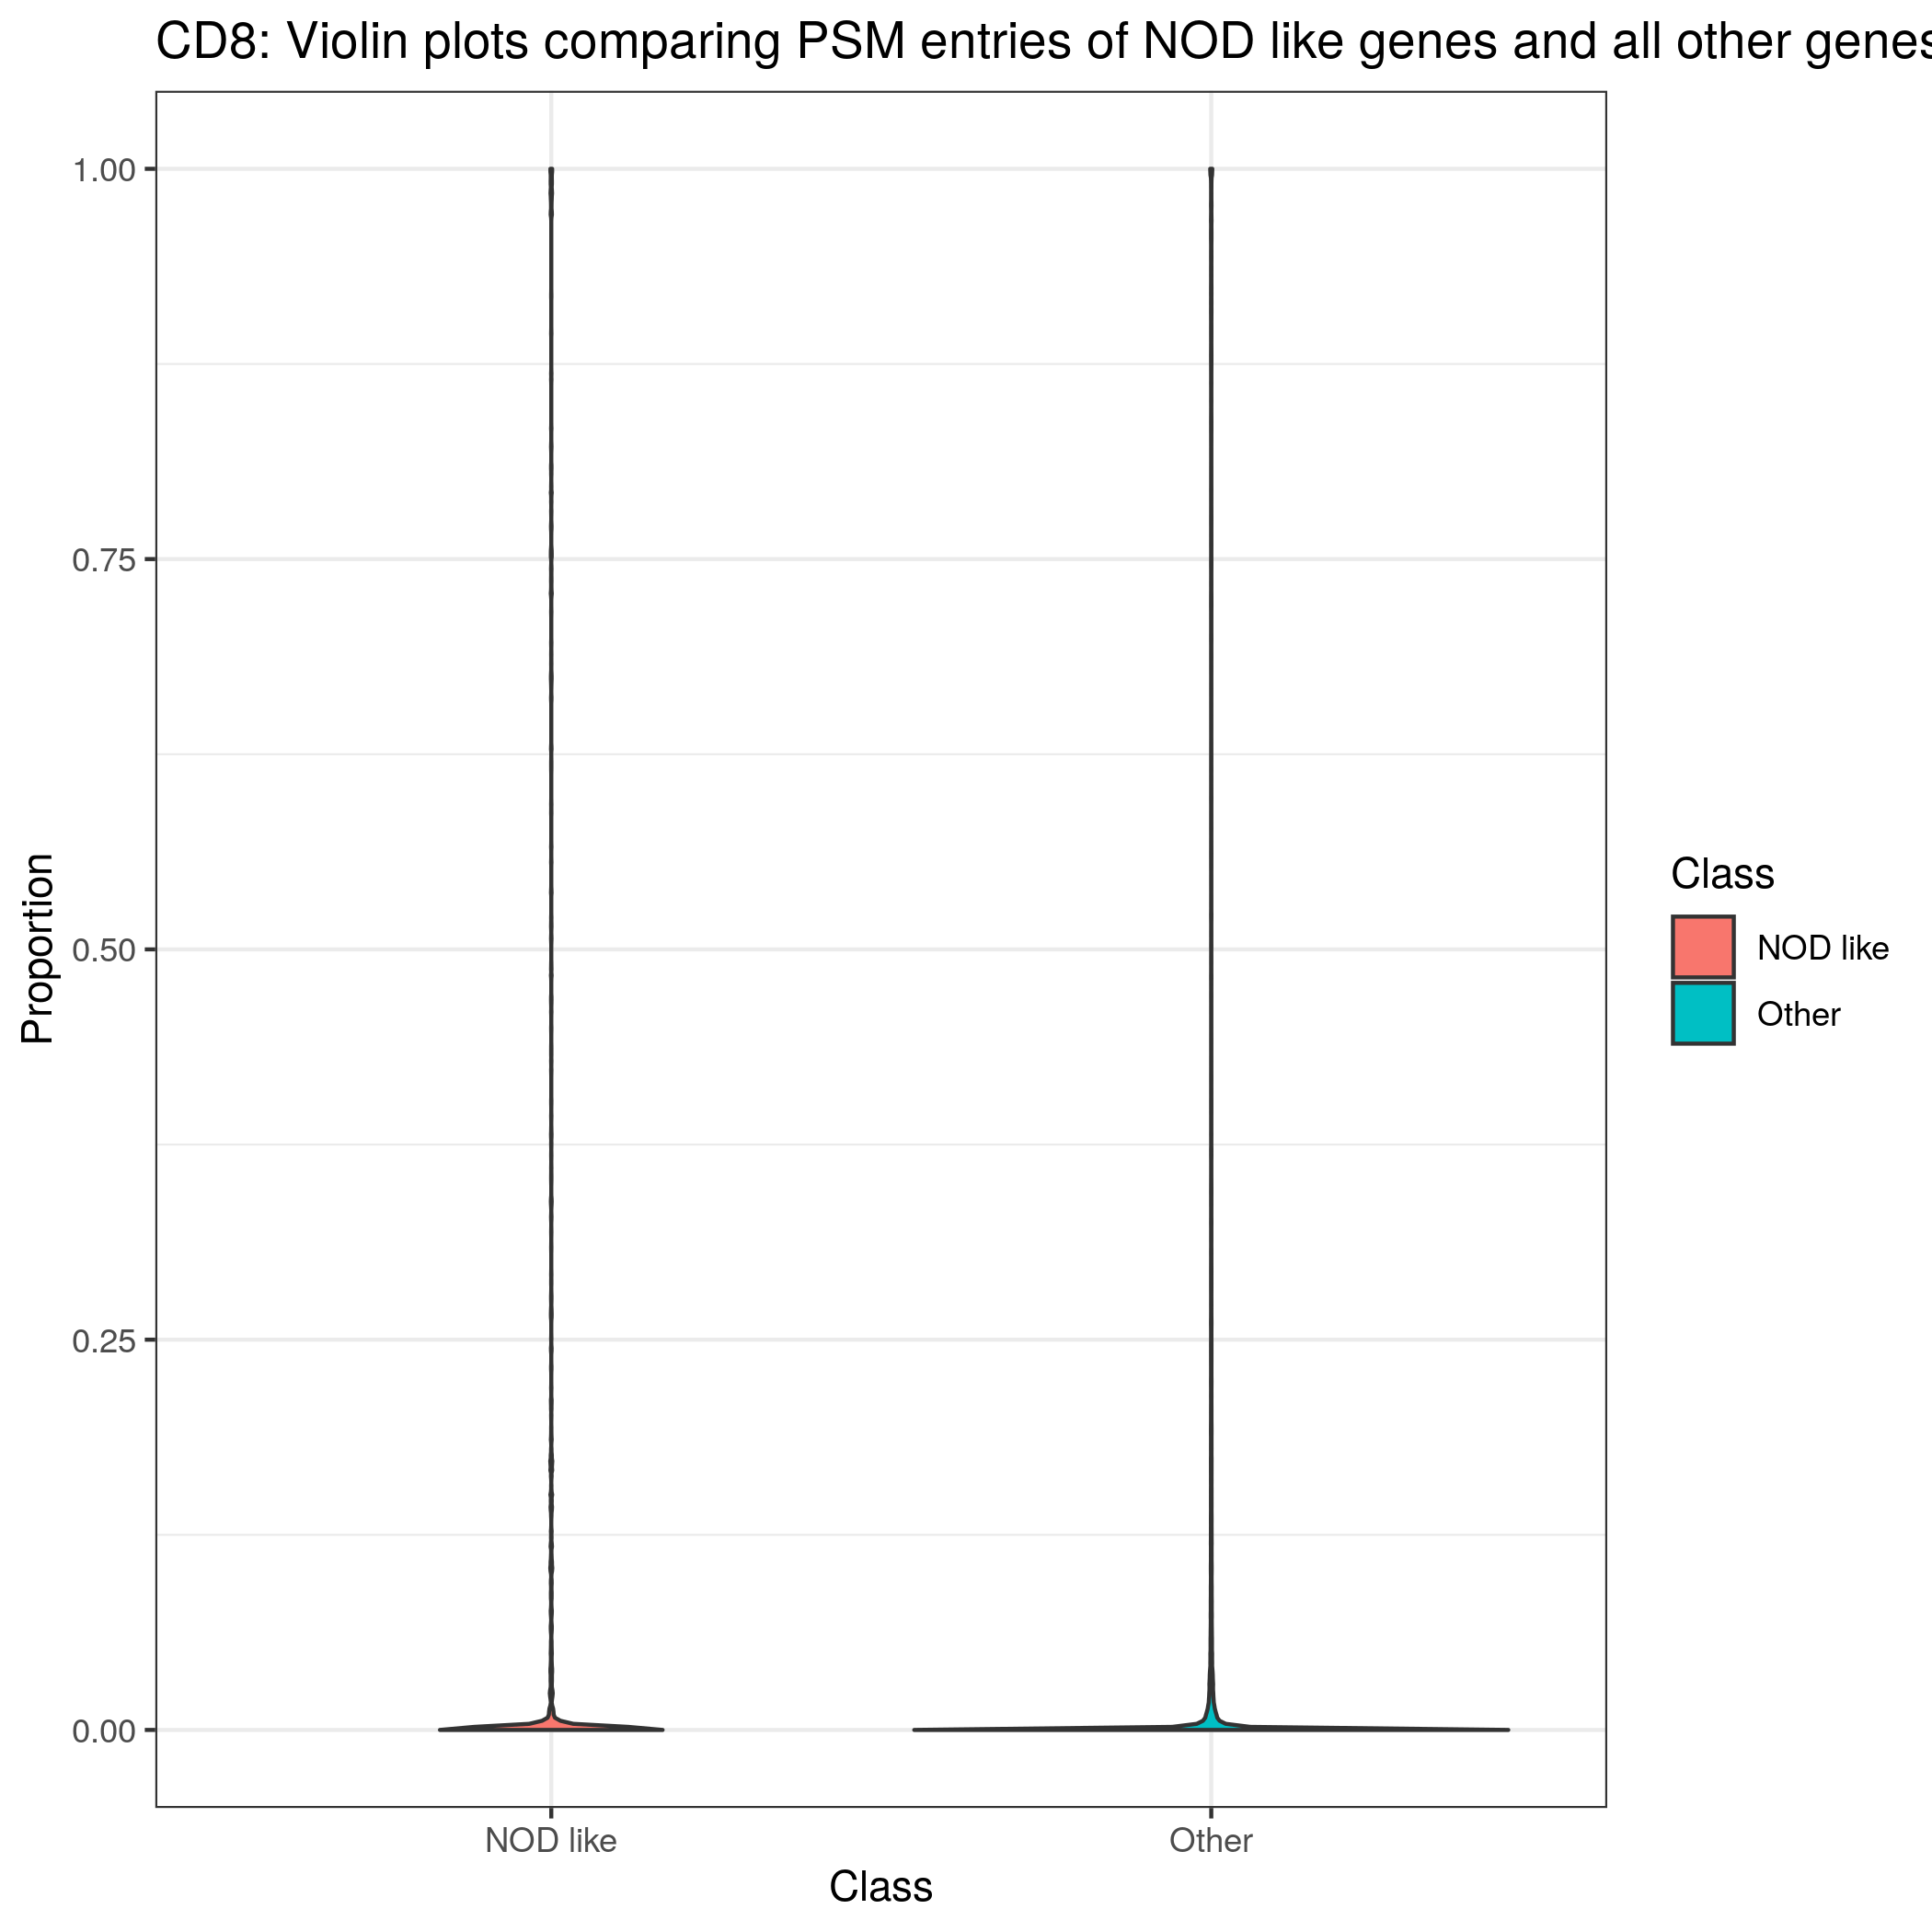 CD8: Violin plots comparing PSM entries of NOD like genes and all other genes
1.00
0.75
0.50
0.25
0.00
Proportion
NOD like
Other
Class
Class
NOD like
Other